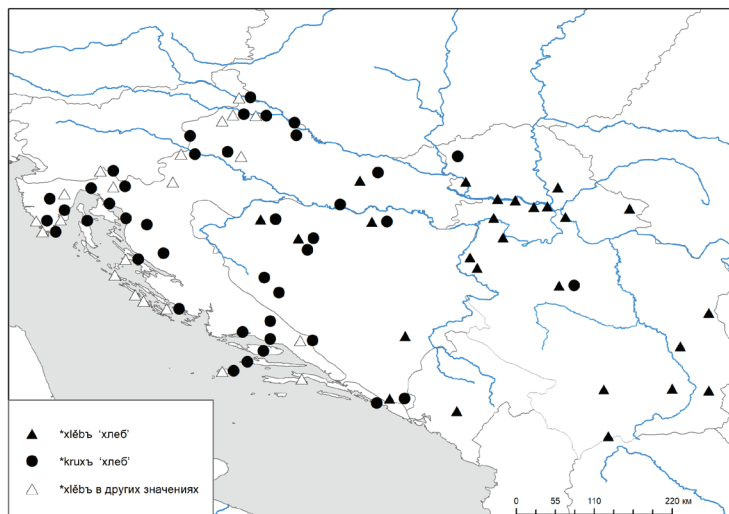 *xlěbъ 'хлеб'
*kruxъ 'хлеб'
*xlěbъ в других значениях
0 55 110 220 км